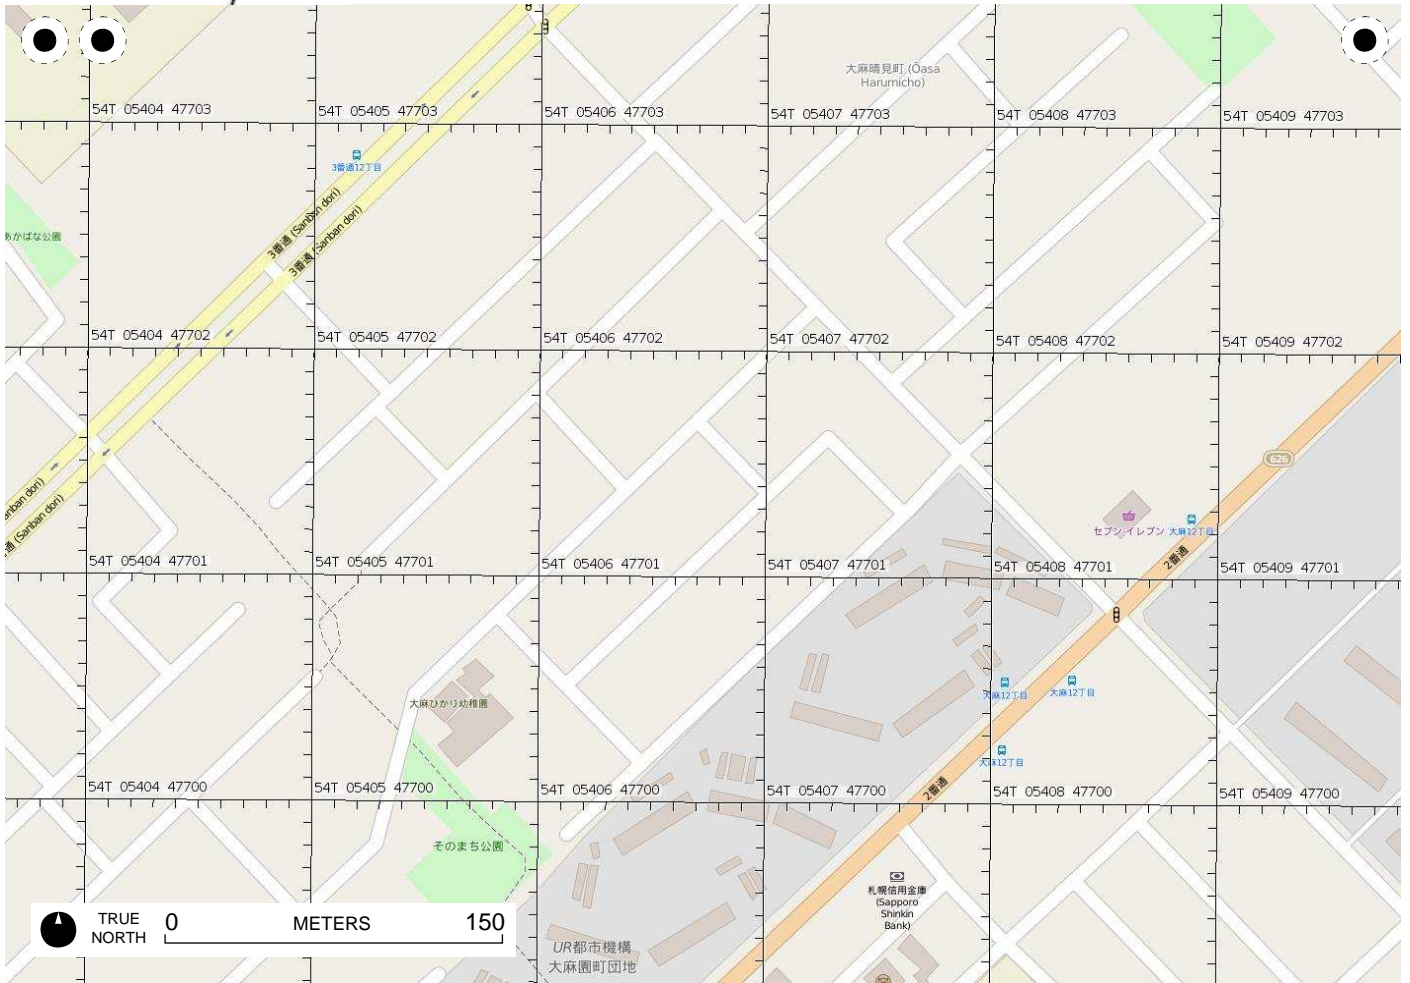 大麻晴見町 (Ōasa
Harumicho)
54T 05404 47703
54T 05405 47703
54T 05406 47703
54T 05407 47703
54T 05408 47703
54T 05409 47703
3番通12丁目
3番通 (Sanban dori)
3番通 (Sanban dori)
あかばな公園
54T 05404 47702
54T 05405 47702
54T 05406 47702
54T 05407 47702
54T 05408 47702
54T 05409 47702
626
anban dori)
通 (Sanban dori)
セブン-イレブン
大麻12丁目
2番通
54T 05404 47701
54T 05405 47701
54T 05406 47701
54T 05407 47701
54T 05408 47701
54T 05409 47701
大麻12丁目
大麻12丁目
大麻ひかり幼稚園
大麻12丁目
54T 05404 47700
54T 05405 47700
54T 05406 47700
54T 05407 47700
54T 05408 47700
54T 05409 47700
2番通
そのまち公園
札幌信用金庫
(Sapporo
Shinkin
Bank)
TRUE
NORTH
0 METERS 150
UR都市機構
大麻園町団地